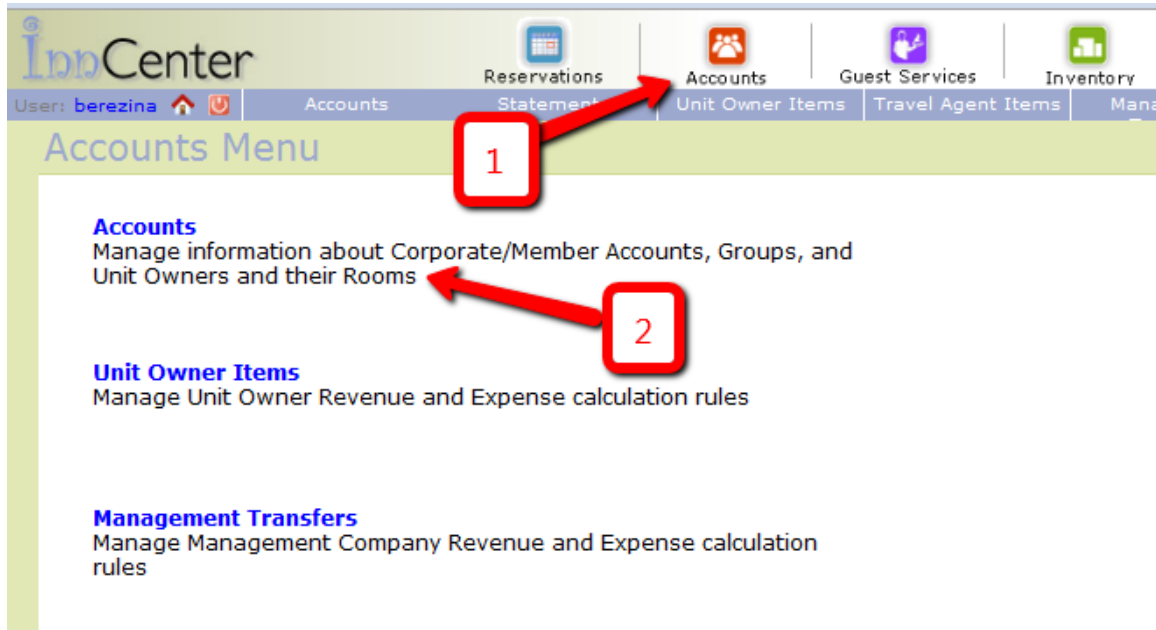 InnCenter
Reservations Accounts Guest Services Inventory
User: berezina Accounts Statement Unit Owner Items Travel Agent Items Mana
Accounts Menu
1
Accounts
Manage information about Corporate/Member Accounts, Groups, and
Unit Owners and their Rooms
2
Unit Owner Items
Manage Unit Owner Revenue and Expense calculation rules
Management Transfers
Manage Management Company Revenue and Expense calculation
rules